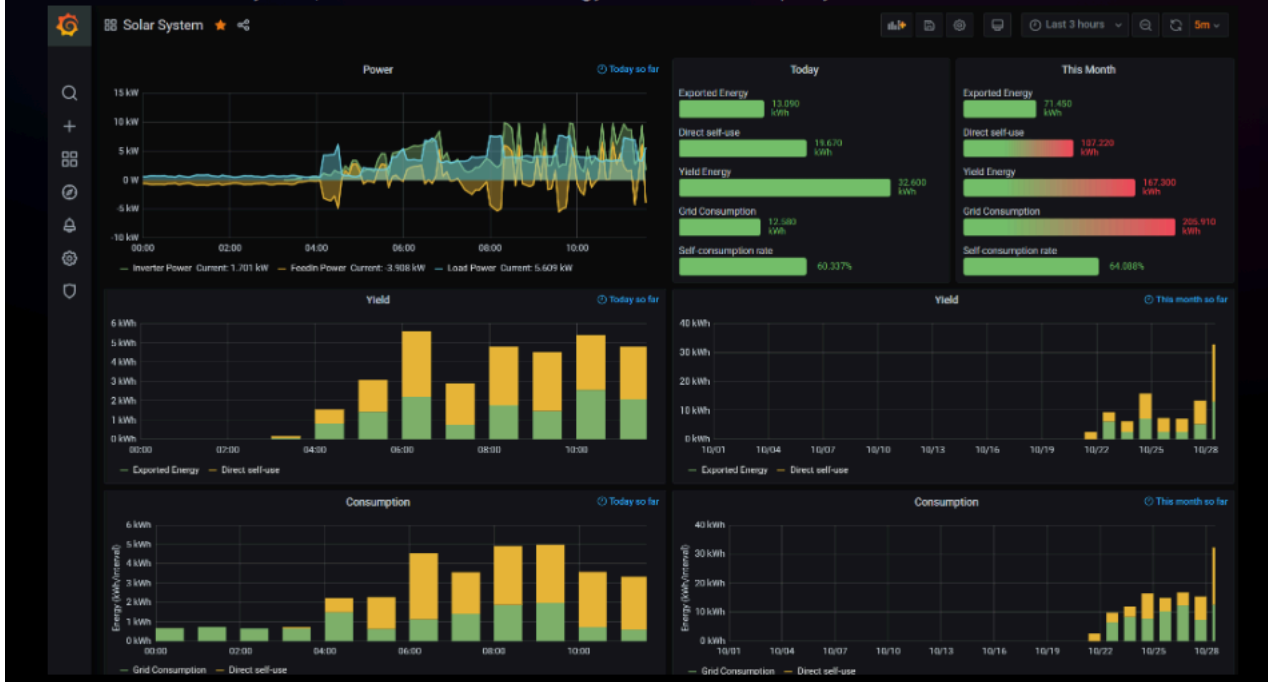 Solar System
Last 3 hours
5m
Power
Today so far
15 kW
10 kW
5 kW
0 W
-5 kW
-10 kW
00:00 02:00 04:00 06:00 08:00 10:00
Inverter Power Current: 1.701 kW Feedin Power Current: -3.908 kW Load Power Current: 5.609 kW
Today
Exported Energy
13.090 kWh
Direct self-use
19.670 kWh
Yield Energy
32.600 kWh
Grid Consumption
12.580 kWh
Self-consumption rate
60.337%
This Month
Exported Energy
71.450 kWh
Direct self-use
107.220 kWh
Yield Energy
167.300 kWh
Grid Consumption
205.910 kWh
Self-consumption rate
64.088%
Yield
Today so far
6 kWh
5 kWh
4 kWh
3 kWh
2 kWh
1 kWh
0 kWh
00:00 02:00 04:00 06:00 08:00 10:00
Exported Energy Direct self-use
Yield
This month so far
40 kWh
30 kWh
20 kWh
10 kWh
0 kWh
10/01 10/04 10/07 10/10 10/13 10/16 10/19 10/22 10/25 10/28
Exported Energy Direct self-use
Consumption
Today so far
Energy (kWh/interval)
6 kWh
5 kWh
4 kWh
3 kWh
2 kWh
1 kWh
0 kWh
00:00 02:00 04:00 06:00 08:00 10:00
Grid Consumption Direct self-use
Consumption
This month so far
Energy (kWh/interval)
40 kWh
30 kWh
20 kWh
10 kWh
0 kWh
10/01 10/04 10/07 10/10 10/13 10/16 10/19 10/22 10/25 10/28
Grid Consumption Direct self-use